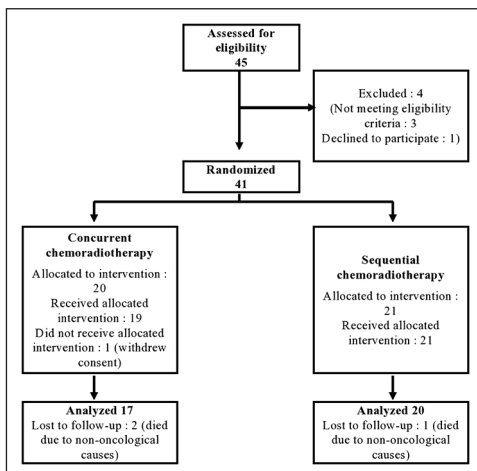 Assessed for
eligibility
45
Excluded : 4
(Not meeting eligibility
criteria : 3
Declined to participate : 1)
Randomized
41
Concurrent
chemoradiotherapy
Allocated to intervention :
20
Received allocated
intervention : 19
Did not receive allocated
intervention : 1 (withdrew
consent)
Sequential
chemoradiotherapy
Allocated to intervention :
21
Received allocated
intervention : 21
Analyzed 17
Lost to follow-up : 2 (died
due to non-oncological
causes)
Analyzed 20
Lost to follow-up : 1 (died
due to non-oncological
causes)